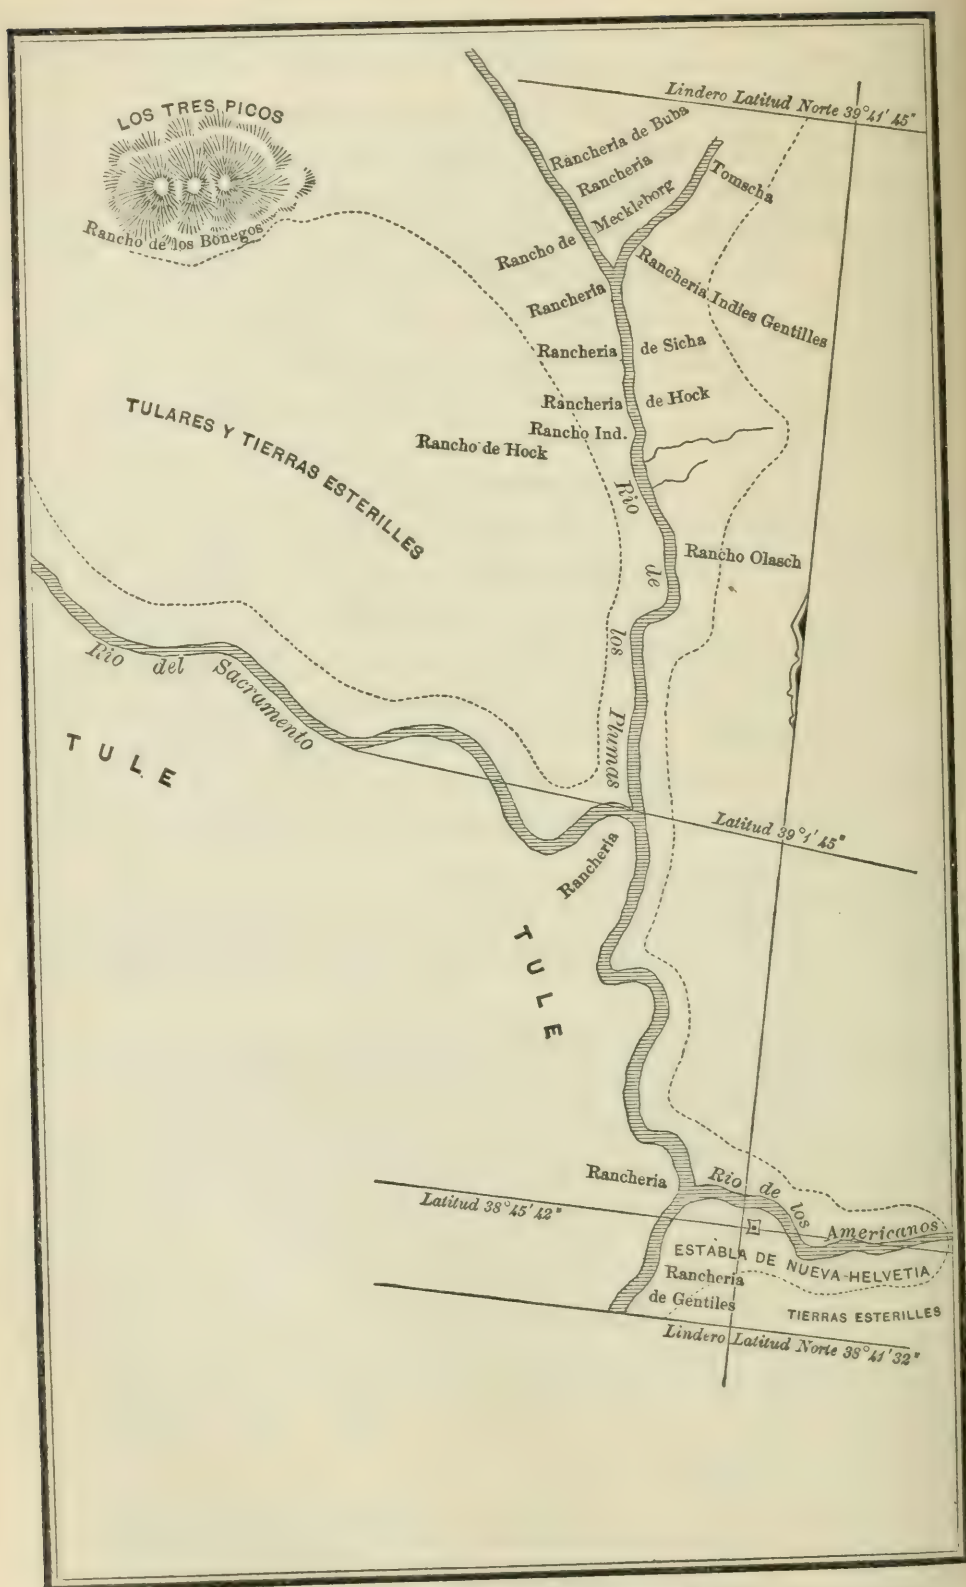 Lindero Latitud Norte 39°41'45"
LOS TRES PICOS
Rancho de los Bonegos
Rancheria de Buba
Rancheria
Tomscha
Rancho de Meckleborg
Rancheria Indies Gentilles
Rancheria
Rancheria de Sicha
Rancheria de Hock
Rancho Ind.
Rancho de Hock
TULARES Y TIERRAS ESTERILLES
Rio de los Plumas
Rancho Olasch
Rio del Sacramento
TULE
Latitud 39°1'45"
Rancheria
TULE
Rancheria
Rio de los Americanos
Latitud 38°45'42"
ESTABLA DE NUEVA-HELVETIA
Rancheria
de Gentiles
TIERRAS ESTERILLES
Lindero Latitud Norte 38°41'32"